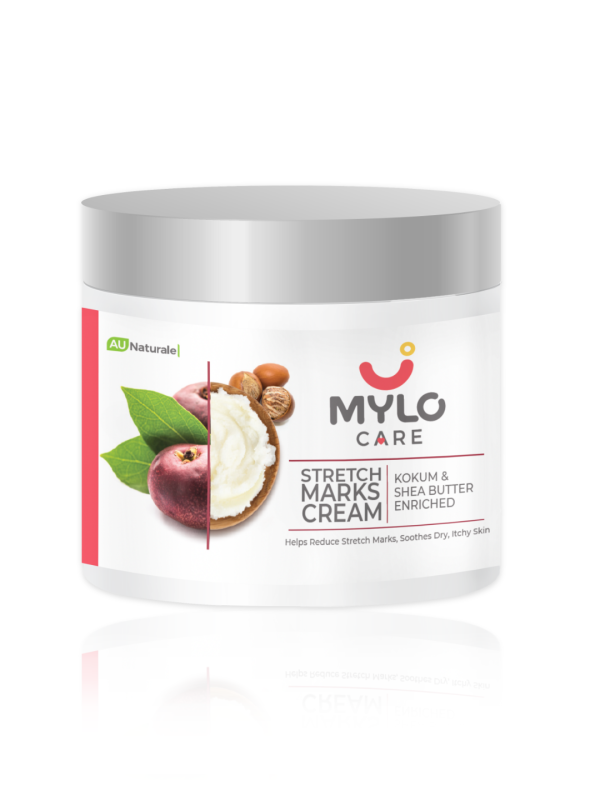 AU Naturale
MYLO
CARE
STRETCH
MARKS
CREAM
KOKUM &
SHEA BUTTER
ENRICHED
Helps Reduce Stretch Marks, Soothes Dry, Itchy Skin